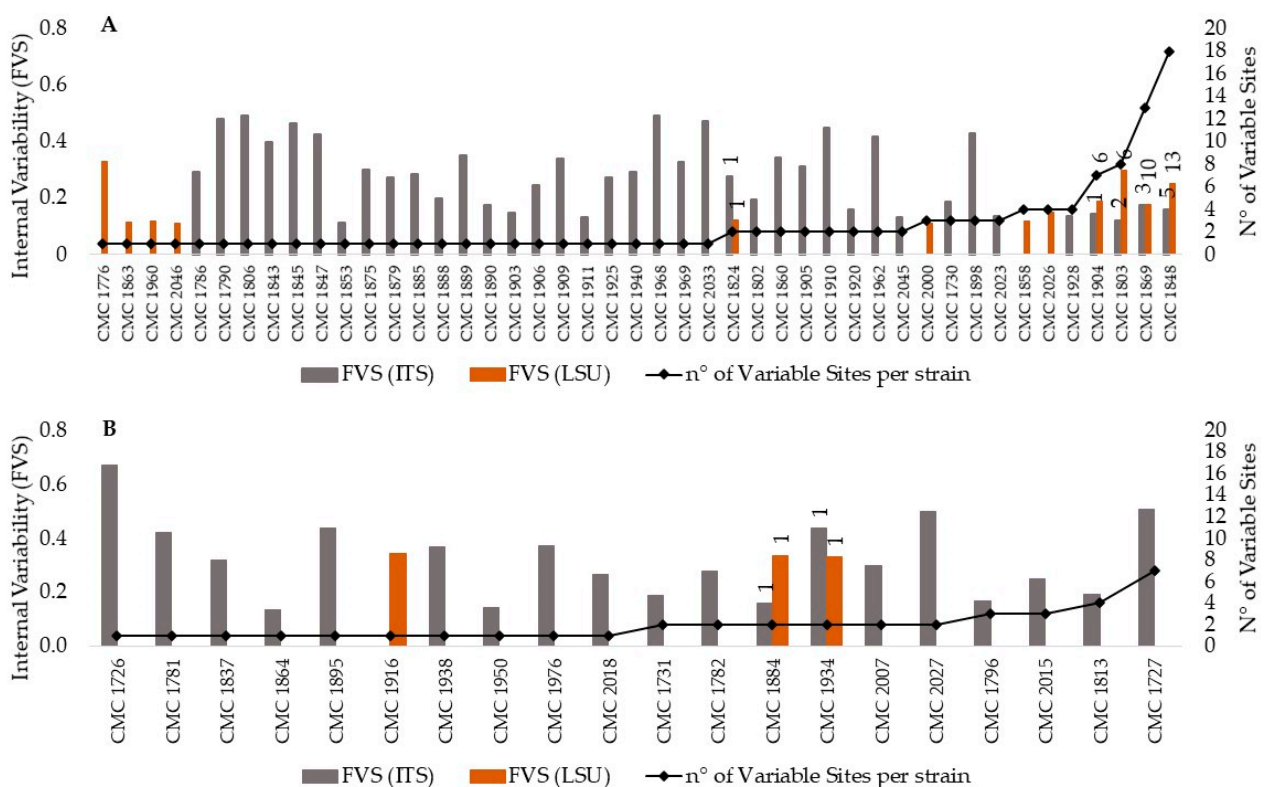 A
Internal Variability (FVS)
0.8
0.6
0.4
0.2
0
20
18
16
14
12
10
8
6
4
2
0
N° of Variable Sites
1
1
1
6
2
6
3
10
5
13
CMC 1776
CMC 1863
CMC 1960
CMC 2046
CMC 1786
CMC 1790
CMC 1806
CMC 1843
CMC 1845
CMC 1847
CMC 1853
CMC 1875
CMC 1879
CMC 1885
CMC 1888
CMC 1889
CMC 1890
CMC 1903
CMC 1906
CMC 1909
CMC 1911
CMC 1925
CMC 1940
CMC 1968
CMC 1969
CMC 2033
CMC 1824
CMC 1802
CMC 1860
CMC 1905
CMC 1910
CMC 1920
CMC 1962
CMC 2045
CMC 2000
CMC 1730
CMC 1898
CMC 2023
CMC 1858
CMC 2026
CMC 1928
CMC 1904
CMC 1803
CMC 1869
CMC 1848
FVS (ITS) FVS (LSU) n° of Variable Sites per strain
B
Internal Variability (FVS)
0.8
0.6
0.4
0.2
0.0
20
18
16
14
12
10
8
6
4
2
0
N° of Variable Sites
1
1
1
1
CMC 1726
CMC 1781
CMC 1837
CMC 1864
CMC 1895
CMC 1916
CMC 1938
CMC 1950
CMC 1976
CMC 2018
CMC 1731
CMC 1782
CMC 1884
CMC 1934
CMC 2007
CMC 2027
CMC 1796
CMC 2015
CMC 1813
CMC 1727
FVS (ITS) FVS (LSU) n° of Variable Sites per strain